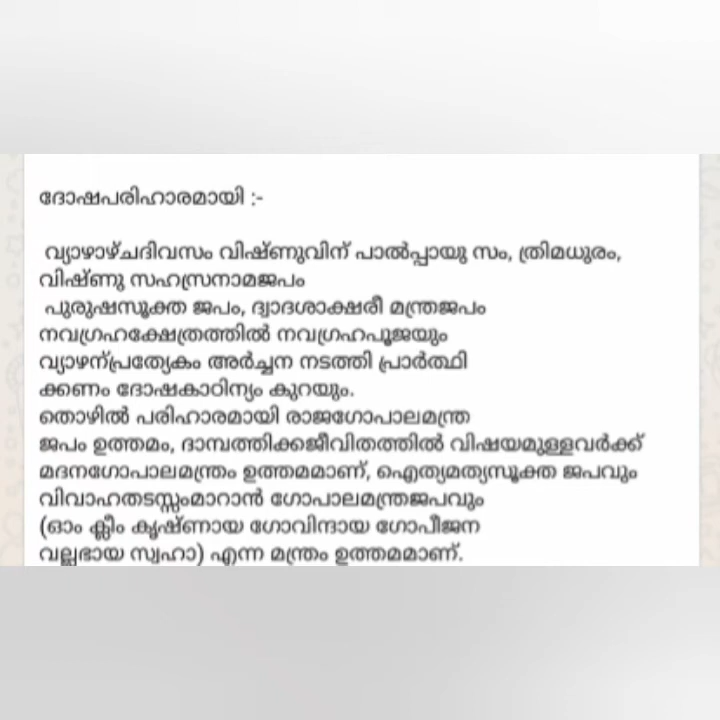 ദോഷപരിഹാരമായി :-
വ്യാഴാഴ്ചദിവസം വിഷ്ണുവിന് പാൽപ്പായു സം, ത്രിമധുരം,
വിഷ്ണു സഹസ്രനാമജപം
പുരുഷസൂക്ത ജപം, ദ്വാദശാക്ഷരീ മന്ത്രജപം
നവഗ്രഹക്ഷേത്രത്തിൽ നവഗ്രഹപൂജയും
വ്യാഴന്പ്രത്യേകം അർച്ചന നടത്തി പ്രാർത്ഥി
ക്കണം ദോഷകാഠിന്യം കുറയും.
തൊഴിൽ പരിഹാരമായി രാജഗോപാലമന്ത്ര
ജപം ഉത്തമം, ദാമ്പത്തിക്കജീവിതത്തിൽ വിഷയമുള്ളവർക്ക്
മദനഗോപാലമന്ത്രം ഉത്തമമാണ്, ഐത്യമത്യസൂക്ത ജപവും
വിവാഹതടസ്സംമാറാൻ ഗോപാലമന്ത്രജപവും
(ഓം ക്ലീം കൃഷ്ണായ ഗോവിന്ദായ ഗോപീജന
വല്ലഭായ സ്വഹാ) എന്ന മന്ത്രം ഉത്തമമാണ്.